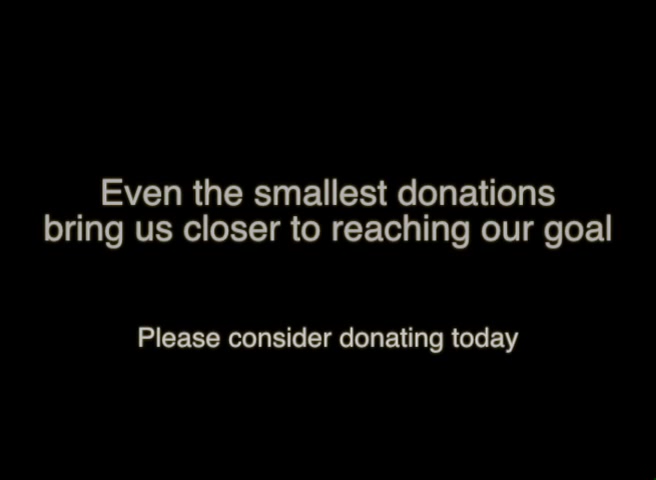 Even the smallest donations
bring us closer to reaching our goal
Please consider donating today